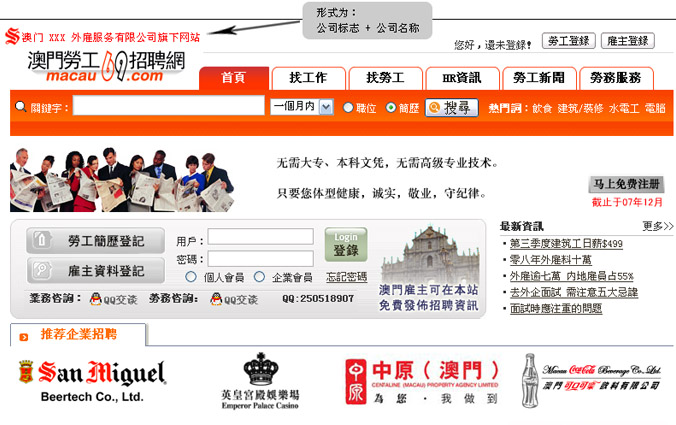 形式为：
公司标志 + 公司名称
S 澳门 XXX 外雇服务有限公司旗下网站
您好，還未登錄! 勞工登錄 雇主登錄
澳門勞工69招聘網
macau69.com
首頁 找工作 找勞工 HR資訊 勞工新聞 勞務服務
關鍵字： 一個月内 職位 簡歷 搜尋 熱門詞：飲食 建筑/裝修 水電工 電腦
无需大专、本科文凭，无需高级专业技术。
只要您体型健康，诚实，敬业，守纪律。
马上免费注册
截止于07年12月
勞工簡歷登記
雇主資料登記
用戶：
密碼：
Login
登錄
個人會員 企業會員 忘記密碼
業務咨詢： QQ交谈 勞務咨詢： QQ交谈 QQ:250518907
澳門雇主可在本站
免費發佈招聘資訊
最新資訊 更多>>
第三季度建筑工日薪$499
零八年外雇料十萬
外雇逾七萬 内地雇員占55%
去外企面試 需注意五大忌諱
面試時應注重的問題
推荐企業招聘
San Miguel
Beertech Co., Ltd.
英皇宮殿娛樂場
Emperor Palace Casino
中原（澳門）
CENTALINE (MACAU) PROPERTY AGENCY LIMITED
為您·我做到
Macau Coca-Cola Beverage Co., Ltd.
澳門可口可樂飲料有限公司